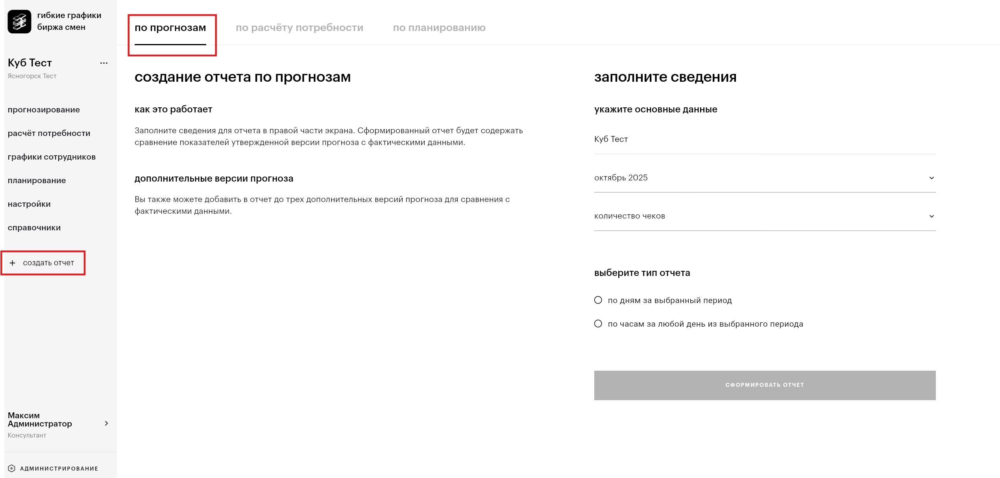 гибкие графики
биржа смен
Куб Тест
Ясногорск Тест
прогнозирование
расчёт потребности
графики сотрудников
планирование
настройки
справочники
создать отчет
Максим
Администратор
Консультант
АДМИНИСТРИРОВАНИЕ
по прогнозам
по расчёту потребности
по планированию
создание отчета по прогнозам
как это работает
Заполните сведения для отчета в правой части экрана. Сформированный отчет будет содержать
сравнение показателей утвержденной версии прогноза с фактическими данными.
дополнительные версии прогноза
Вы также можете добавить в отчет до трех дополнительных версий прогноза для сравнения с
фактическими данными.
заполните сведения
укажите основные данные
Куб Тест
октябрь 2025
количество чеков
выберите тип отчета
по дням за выбранный период
по часам за любой день из выбранного периода
СФОРМИРОВАТЬ ОТЧЕТ